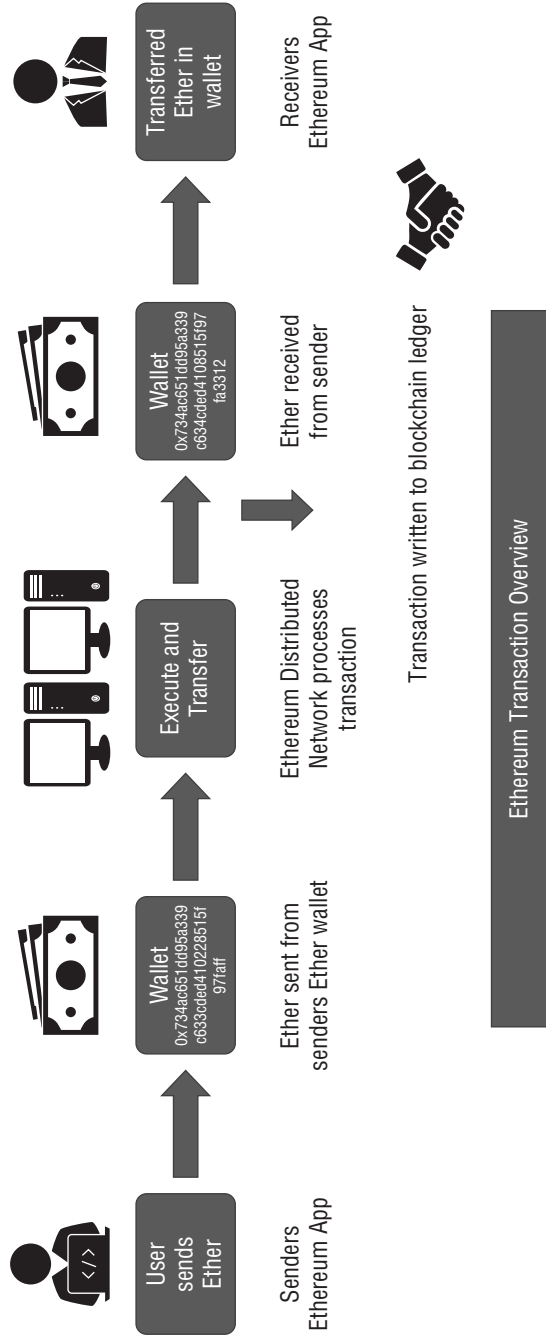 User
sends
Ether
Senders
Ethereum App
Wallet
0x734ac651dd95a339
c633cded410228515f
97faff
Ether sent from
senders Ether wallet
Execute and
Transfer
Ethereum Distributed
Network processes
transaction
Wallet
0x734ac651dd95a339
c634cded4108515f97
fa3312
Ether received
from sender
Transferred
Ether in
wallet
Receivers
Ethereum App
Transaction written to blockchain ledger
Ethereum Transaction Overview